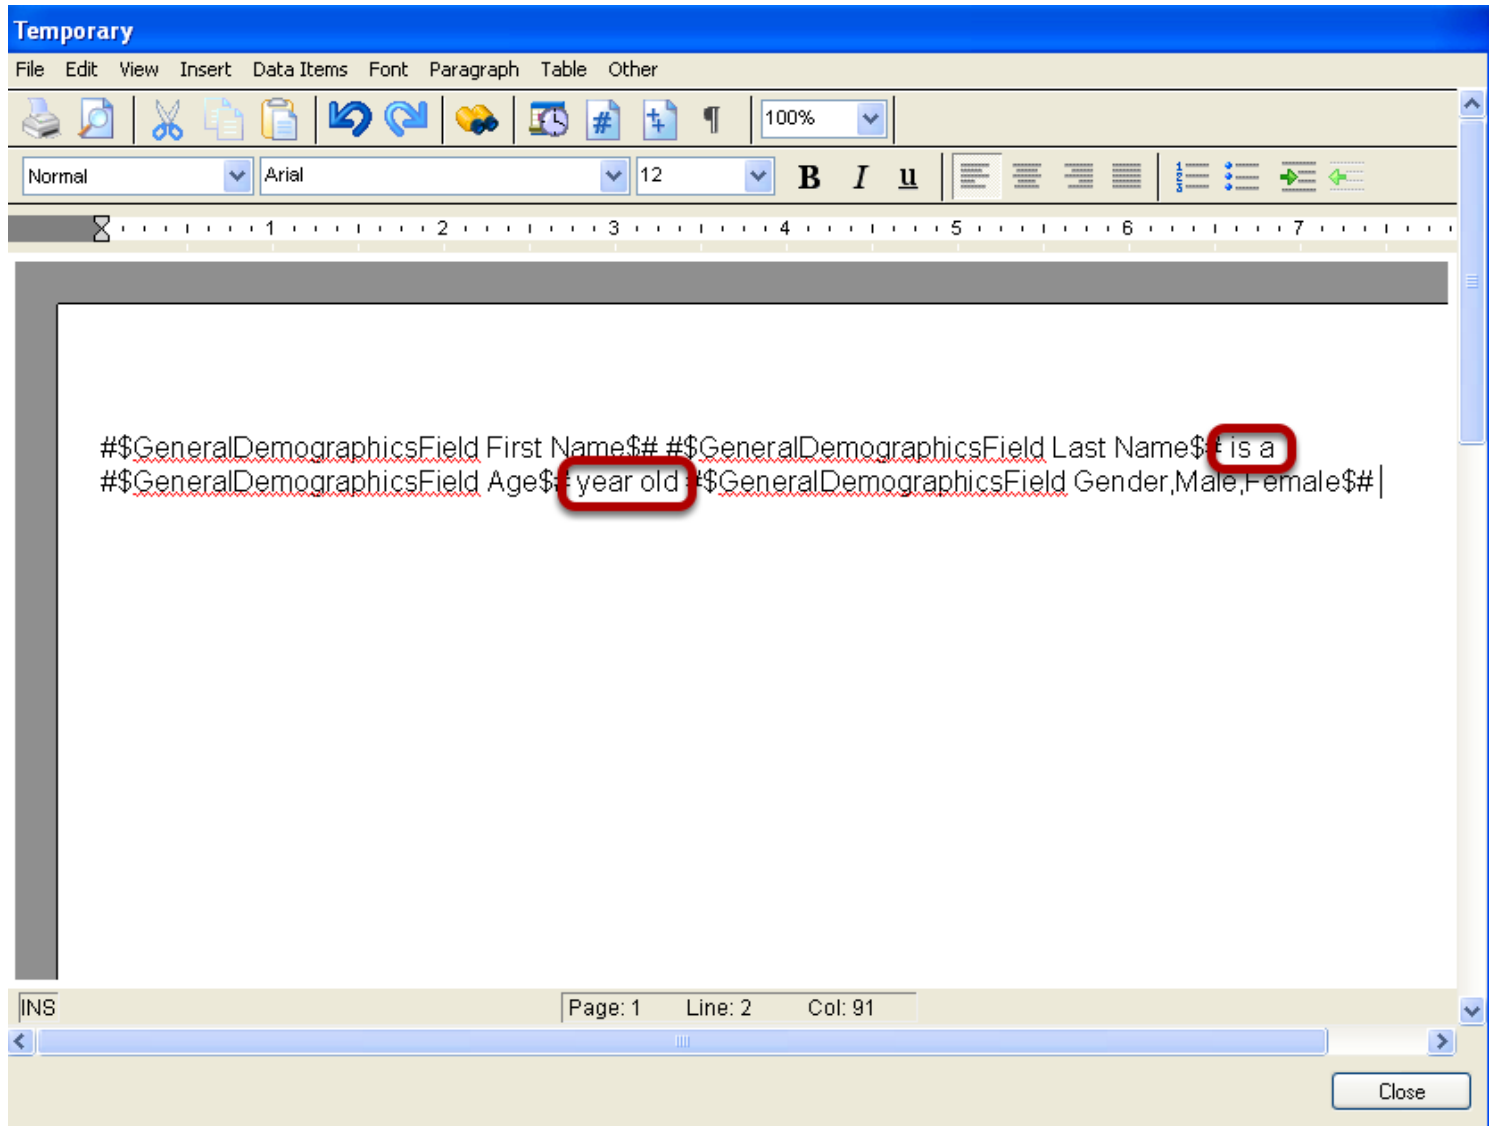 Temporary
File Edit View Insert Data Items Font Paragraph Table Other
# ¶ 100%
Normal Arial 12 B I u
1 2 3 4 5 6 7
#$GeneralDemographicsField First Name$# #$GeneralDemographicsField Last Name$# is a
#$GeneralDemographicsField Age$# year old #$GeneralDemographicsField Gender,Male,Female$#
INS Page: 1 Line: 2 Col: 91
Close